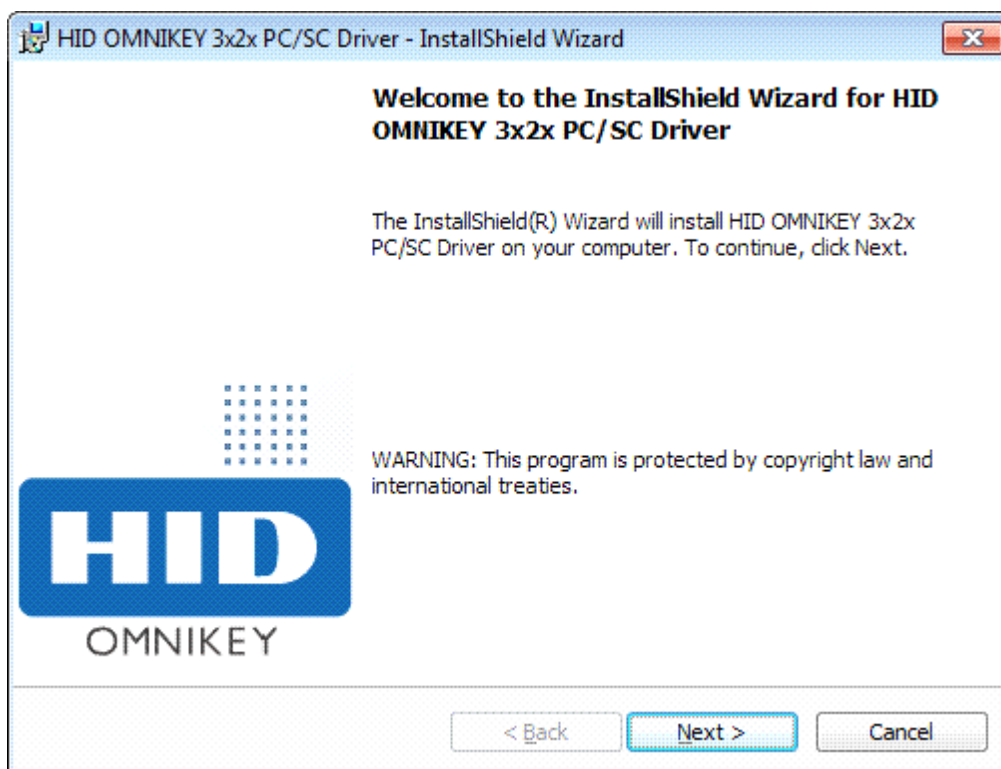 HID OMNIKEY 3x2x PC/SC Driver - InstallShield Wizard
Welcome to the InstallShield Wizard for HID
OMNIKEY 3x2x PC/SC Driver
The InstallShield(R) Wizard will install HID OMNIKEY 3x2x
PC/SC Driver on your computer. To continue, click Next.
WARNING: This program is protected by copyright law and
international treaties.
HID
OMNIKEY
< Back
Next >
Cancel